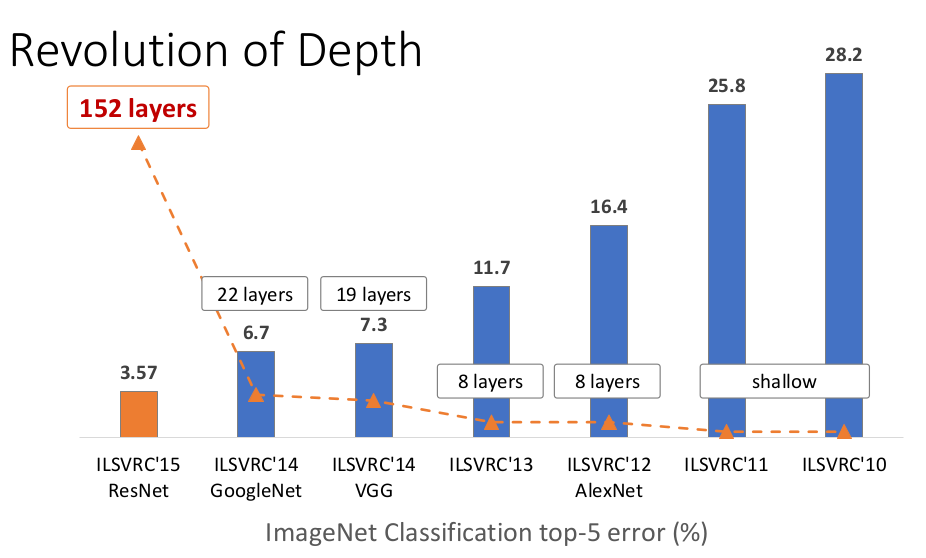 Revolution of Depth
152 layers
28.2
25.8
16.4
11.7
22 layers
19 layers
6.7
7.3
3.57
8 layers
8 layers
shallow
ILSVRC'15
ResNet
ILSVRC'14
GoogleNet
ILSVRC'14
VGG
ILSVRC'13
ILSVRC'12
AlexNet
ILSVRC'11
ILSVRC'10
ImageNet Classification top-5 error (%)